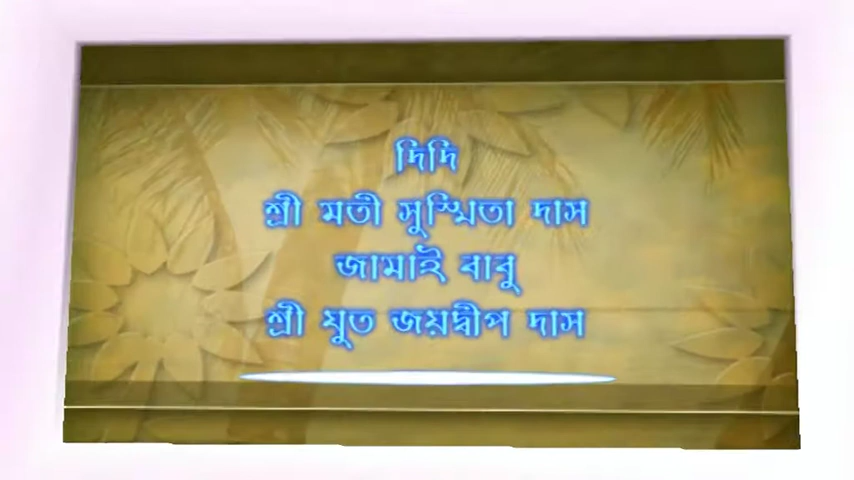 দিদি
শ্রী মতী সুস্মিতা দাস
জামাই বাবু
শ্রী যুত জয়দ্বীপ দাস